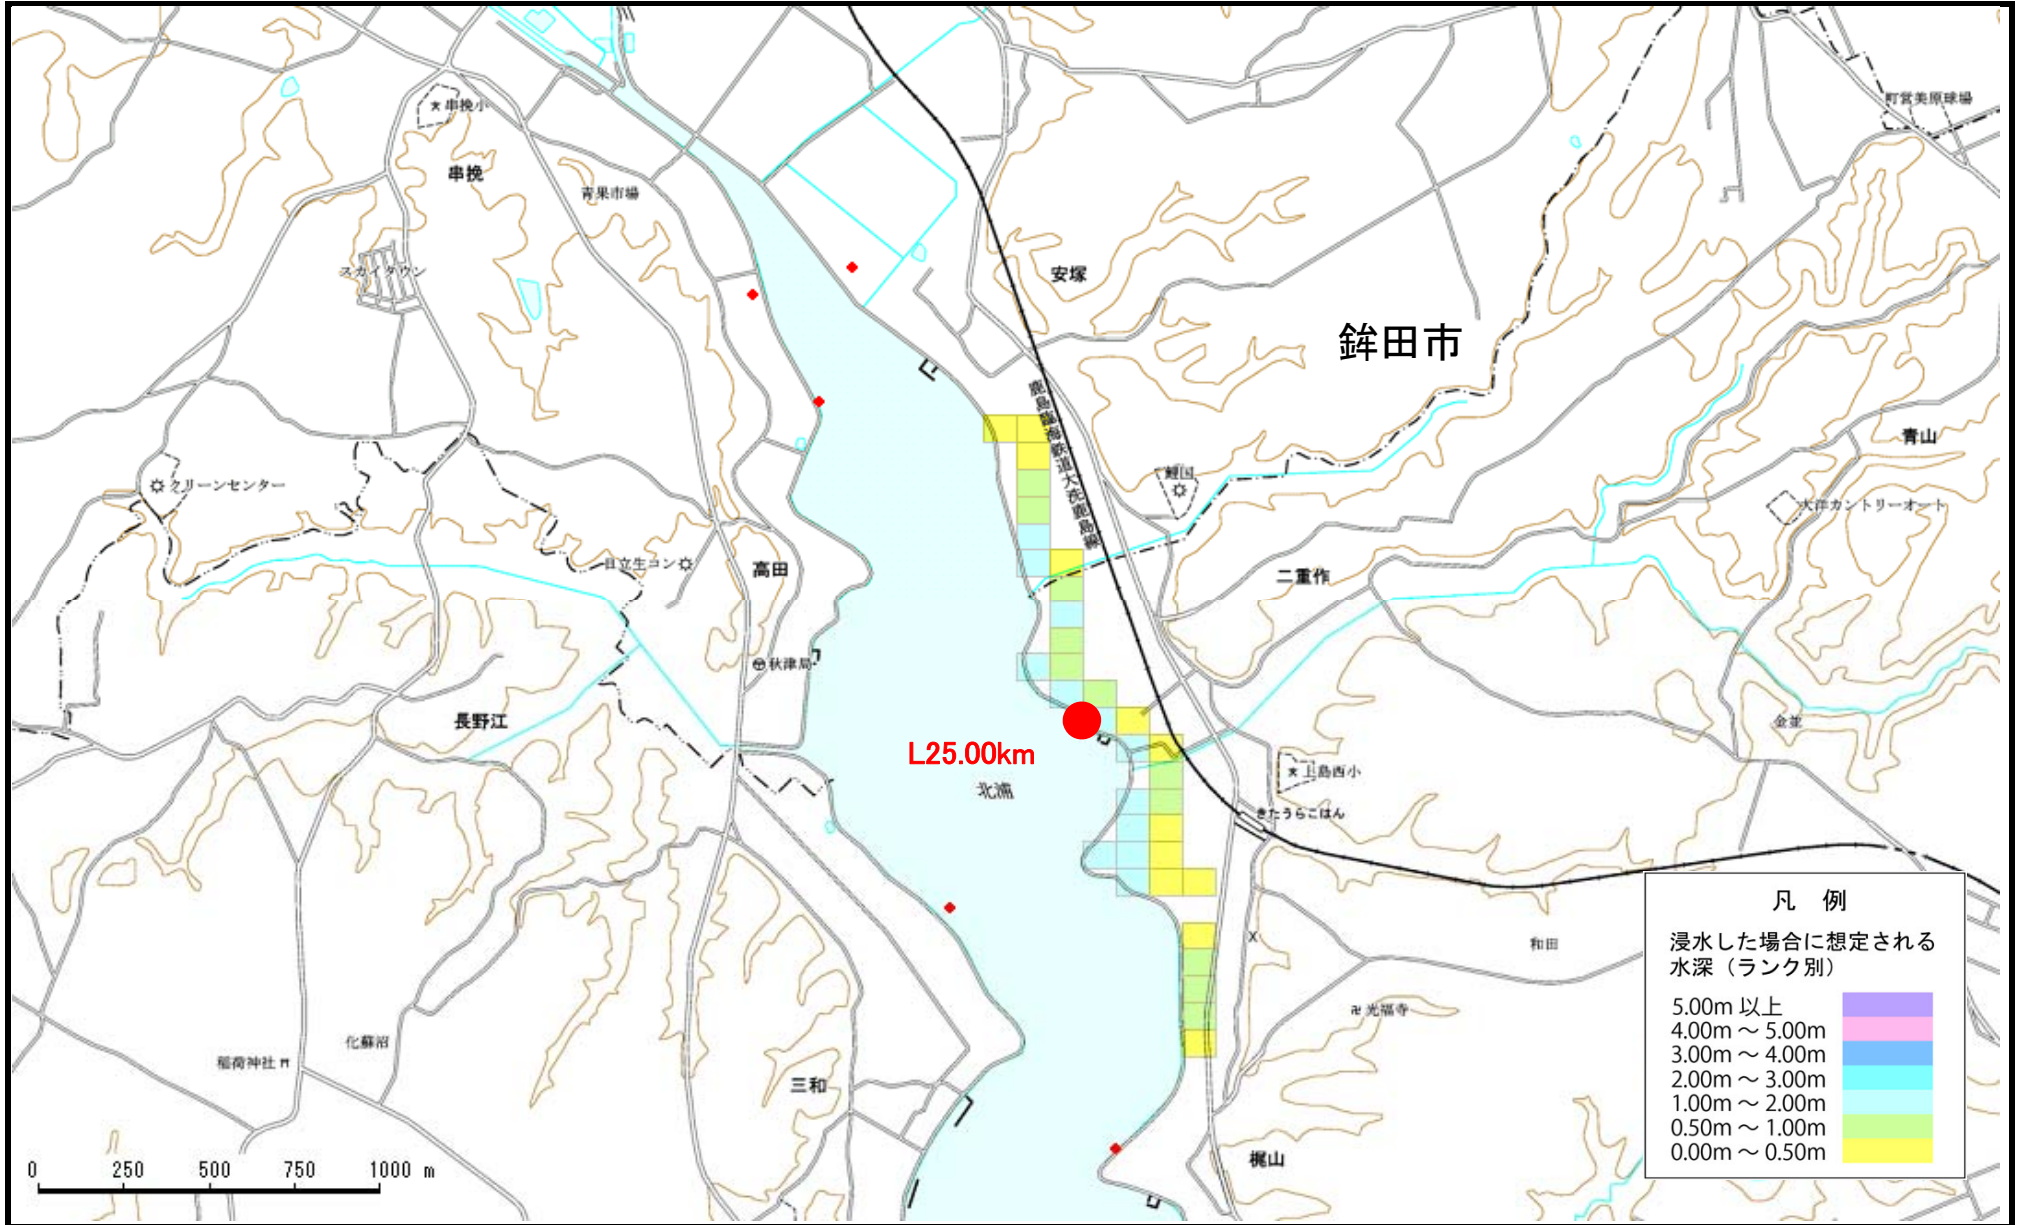 串挽小
町営美原球場
串挽
青果市場
スカイタウン
安塚
鉾田市
鹿島臨海鉄道大洗鹿島線
青山
クリーンセンター
鯉国
大洋カントリーオート
日立生コン
高田
二重作
秋津局
長野江
金並
L25.00km
北浦
上島西小
きたうらこはん
和田
光福寺
化蘇沼
稲荷神社
三和
梶山
凡 例
浸水した場合に想定される
水深（ランク別）
5.00m 以上
4.00m ～ 5.00m
3.00m ～ 4.00m
2.00m ～ 3.00m
1.00m ～ 2.00m
0.50m ～ 1.00m
0.00m ～ 0.50m
0 250 500 750 1000 m